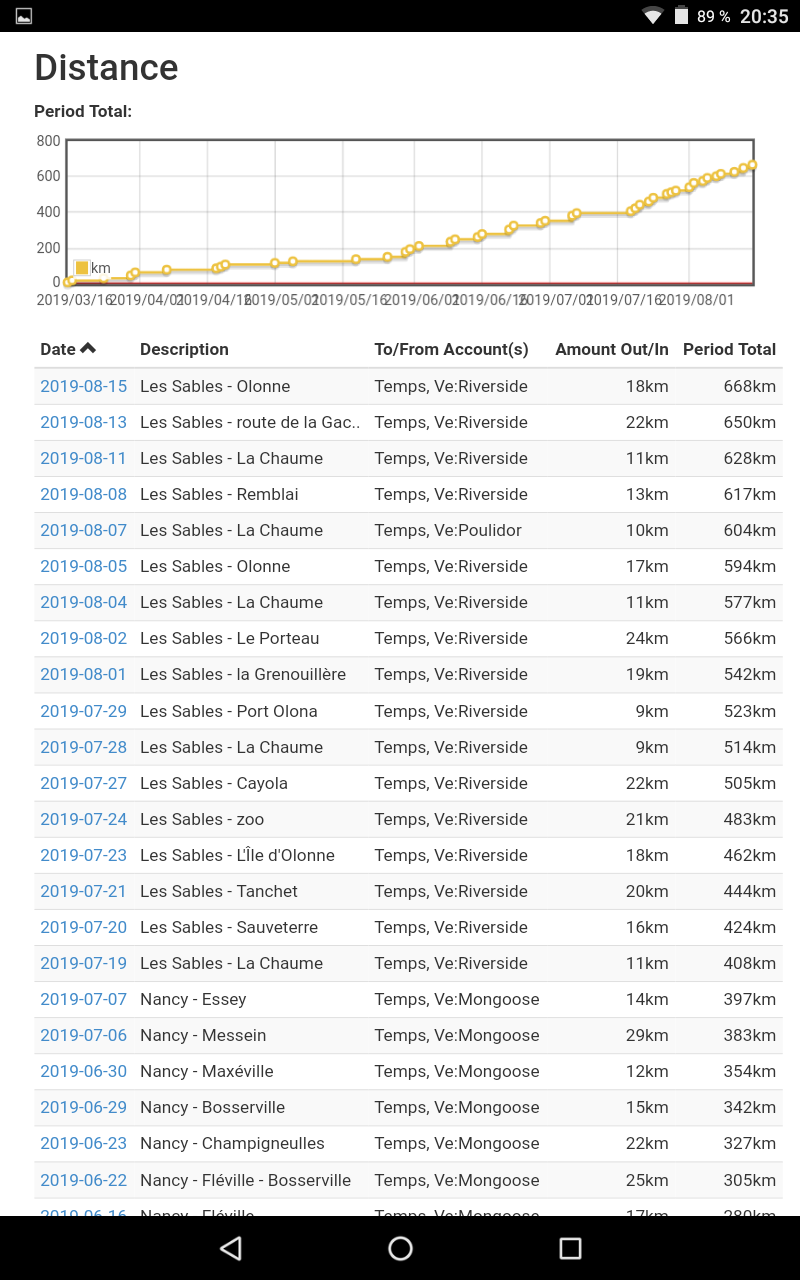 89 % 20:35
Distance
Period Total:
800
600
400
200
0
km
2019/03/16 2019/04/01 2019/04/16 2019/05/01 2019/05/16 2019/06/01 2019/06/16 2019/07/01 2019/07/16 2019/08/01
Date Description To/From Account(s) Amount Out/In Period Total
2019-08-15 Les Sables - Olonne Temps, Ve:Riverside 18km 668km
2019-08-13 Les Sables - route de la Gac.. Temps, Ve:Riverside 22km 650km
2019-08-11 Les Sables - La Chaume Temps, Ve:Riverside 11km 628km
2019-08-08 Les Sables - Remblai Temps, Ve:Riverside 13km 617km
2019-08-07 Les Sables - La Chaume Temps, Ve:Poulidor 10km 604km
2019-08-05 Les Sables - Olonne Temps, Ve:Riverside 17km 594km
2019-08-04 Les Sables - La Chaume Temps, Ve:Riverside 11km 577km
2019-08-02 Les Sables - Le Porteau Temps, Ve:Riverside 24km 566km
2019-08-01 Les Sables - la Grenouillère Temps, Ve:Riverside 19km 542km
2019-07-29 Les Sables - Port Olona Temps, Ve:Riverside 9km 523km
2019-07-28 Les Sables - La Chaume Temps, Ve:Riverside 9km 514km
2019-07-27 Les Sables - Cayola Temps, Ve:Riverside 22km 505km
2019-07-24 Les Sables - zoo Temps, Ve:Riverside 21km 483km
2019-07-23 Les Sables - L'Île d'Olonne Temps, Ve:Riverside 18km 462km
2019-07-21 Les Sables - Tanchet Temps, Ve:Riverside 20km 444km
2019-07-20 Les Sables - Sauveterre Temps, Ve:Riverside 16km 424km
2019-07-19 Les Sables - La Chaume Temps, Ve:Riverside 11km 408km
2019-07-07 Nancy - Essey Temps, Ve:Mongoose 14km 397km
2019-07-06 Nancy - Messein Temps, Ve:Mongoose 29km 383km
2019-06-30 Nancy - Maxéville Temps, Ve:Mongoose 12km 354km
2019-06-29 Nancy - Bosserville Temps, Ve:Mongoose 15km 342km
2019-06-23 Nancy - Champigneulles Temps, Ve:Mongoose 22km 327km
2019-06-22 Nancy - Fléville - Bosserville Temps, Ve:Mongoose 25km 305km
2019-06-16 Nancy - Fléville Temps, Ve:Mongoose 17km 280km